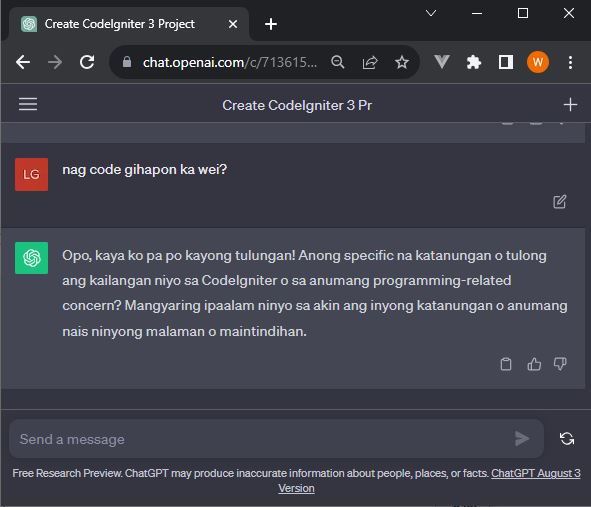 Create CodeIgniter 3 Project
chat.openai.com/c/713615...
W
Create CodeIgniter 3 Pr
LG
nag code gihapon ka wei?
Opo, kaya ko pa po kayong tulungan! Anong specific na katanungan o tulong
ang kailangan niyo sa CodeIgniter o sa anumang programming-related
concern? Mangyaring ipaalam ninyo sa akin ang inyong katanungan o anumang
nais ninyong malaman o maintindihan.
Send a message
Free Research Preview. ChatGPT may produce inaccurate information about people, places, or facts. ChatGPT August 3
Version